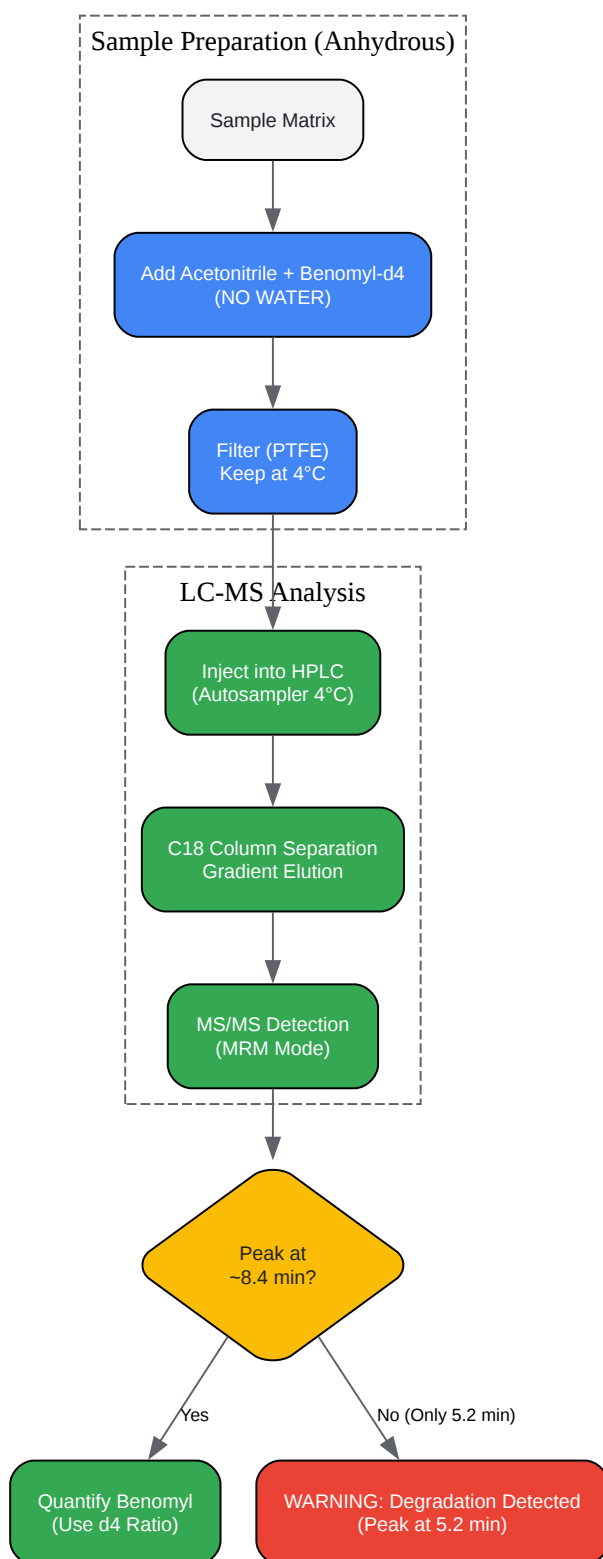 Sample Preparation (Anhydrous)
Sample Matrix
Add Acetonitrile + Benomyl-d4
(NO WATER)
Filter (PTFE)
Keep at 4°C
LC-MS Analysis
Inject into HPLC
(Autosampler 4°C)
C18 Column Separation
Gradient Elution
MS/MS Detection
(MRM Mode)
Peak at
~8.4 min?
Yes
No (Only 5.2 min)
Quantify Benomyl
(Use d4 Ratio)
WARNING: Degradation Detected
(Peak at 5.2 min)